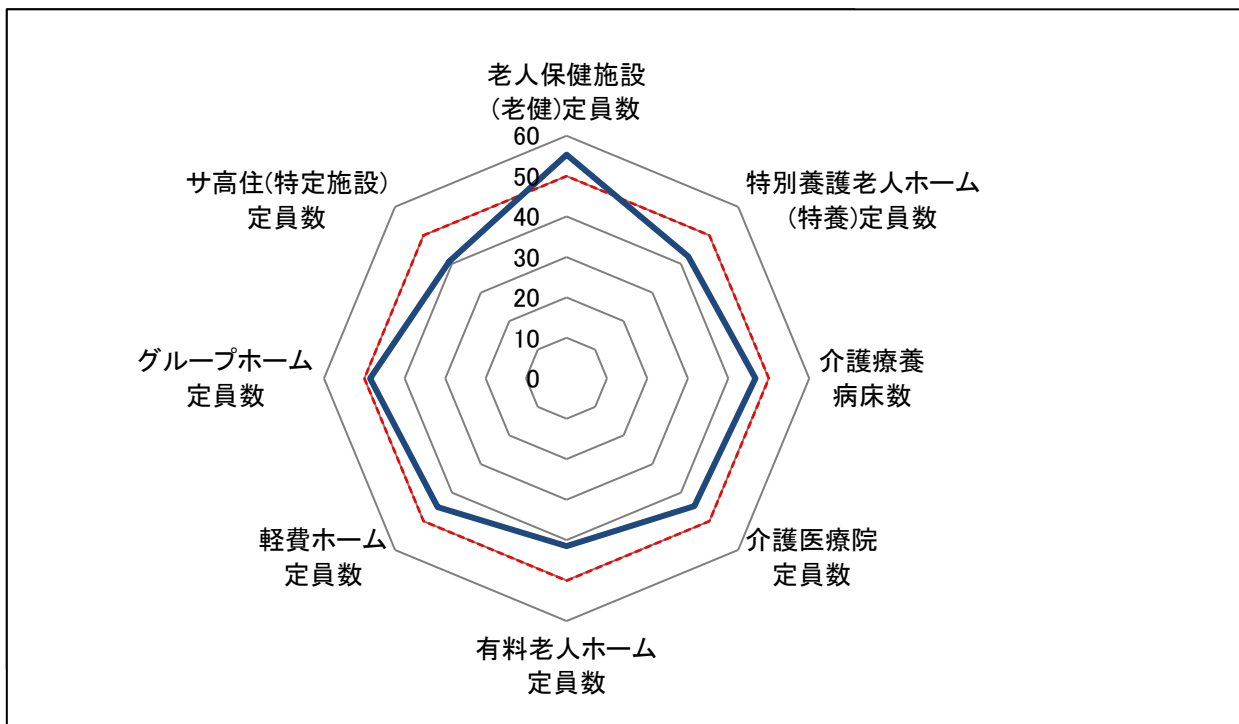 老人保健施設
(老健)定員数
特別養護老人ホーム
(特養)定員数
介護療養
病床数
介護医療院
定員数
有料老人ホーム
定員数
軽費ホーム
定員数
グループホーム
定員数
サ高住(特定施設)
定員数
60
50
40
30
20
10
0